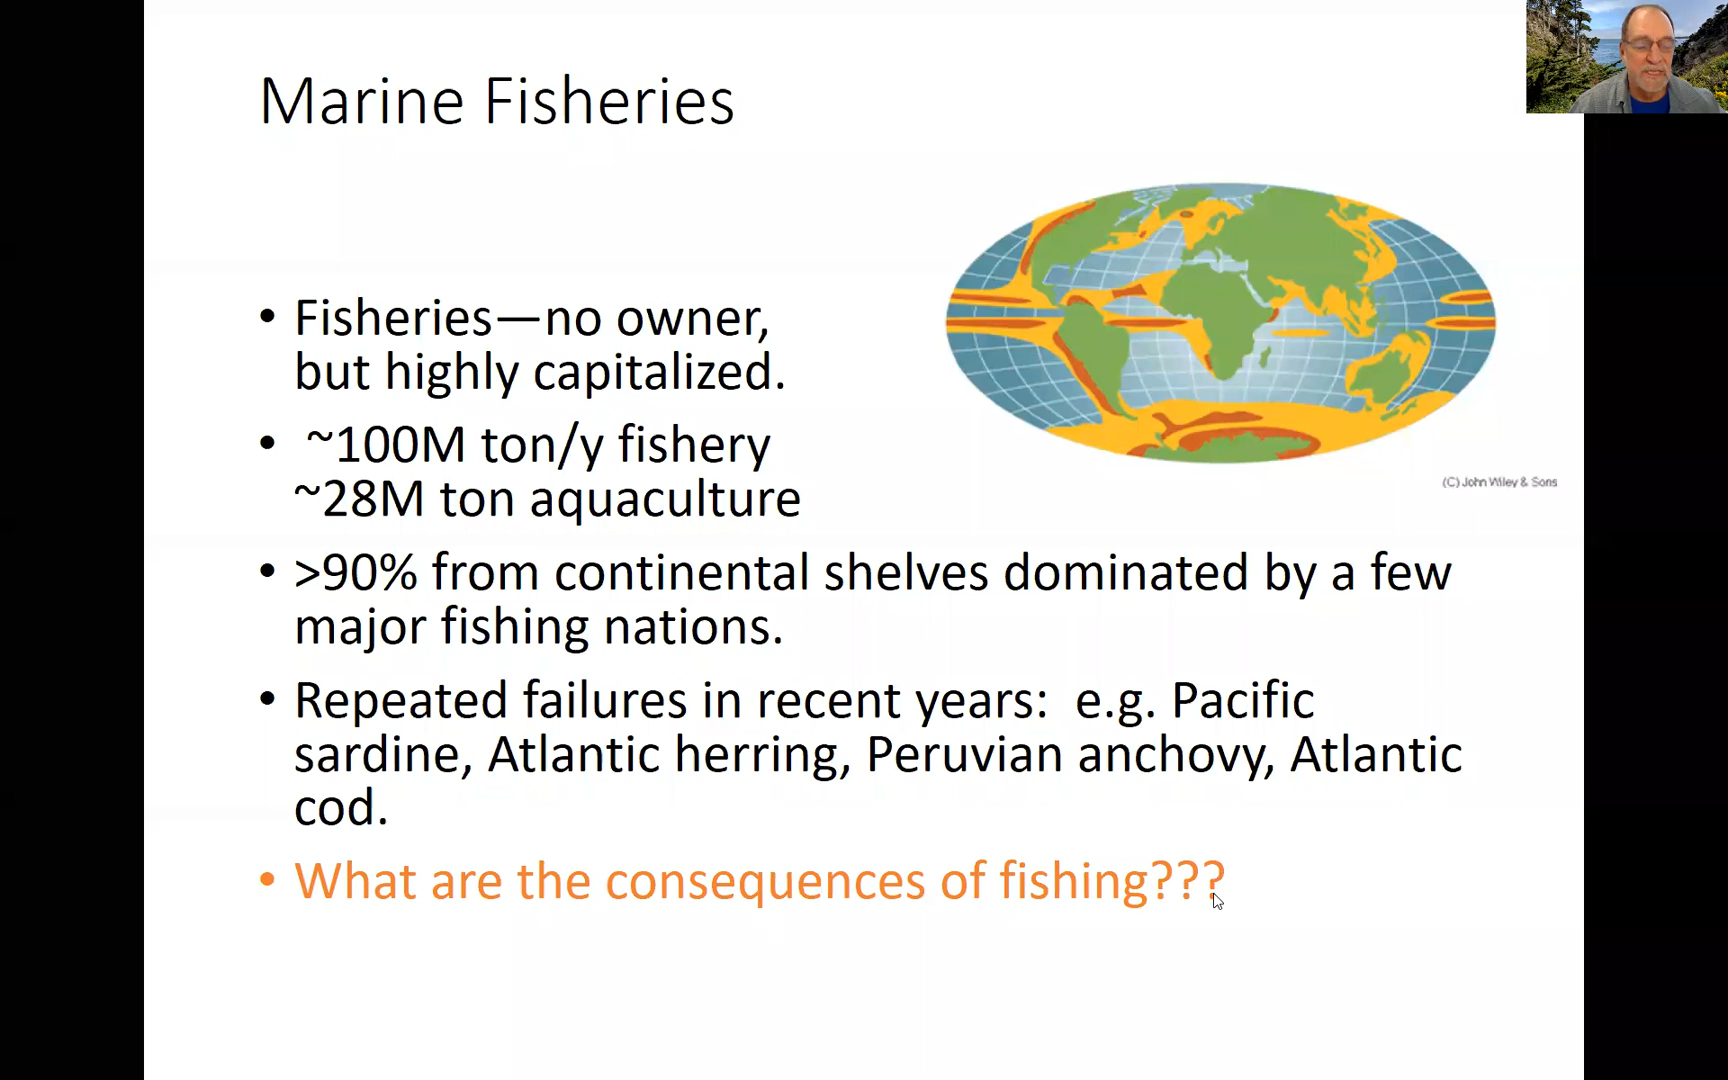 Marine Fisheries
• Fisheries—no owner,
but highly capitalized.
• ~100M ton/y fishery
~28M ton aquaculture
(C) John Wiley & Sons
• >90% from continental shelves dominated by a few
major fishing nations.
• Repeated failures in recent years:  e.g. Pacific
sardine, Atlantic herring, Peruvian anchovy, Atlantic
cod.
• What are the consequences of fishing???